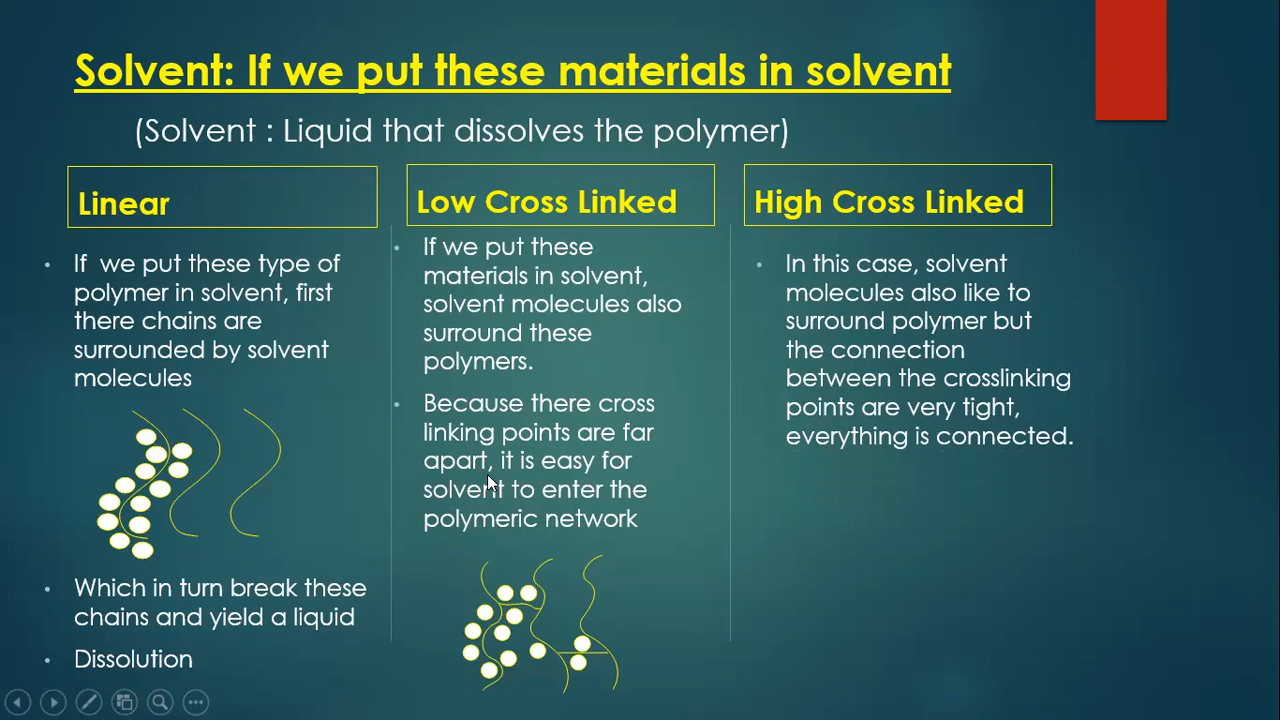 Solvent: If we put these materials in solvent
(Solvent : Liquid that dissolves the polymer)
Linear
If we put these type of
polymer in solvent, first
there chains are
surrounded by solvent
molecules
Which in turn break these
chains and yield a liquid
Dissolution
Low Cross Linked
If we put these
materials in solvent,
solvent molecules also
surround these
polymers.
Because there cross
linking points are far
apart, it is easy for
solvent to enter the
polymeric network
High Cross Linked
In this case, solvent
molecules also like to
surround polymer but
the connection
between the crosslinking
points are very tight,
everything is connected.